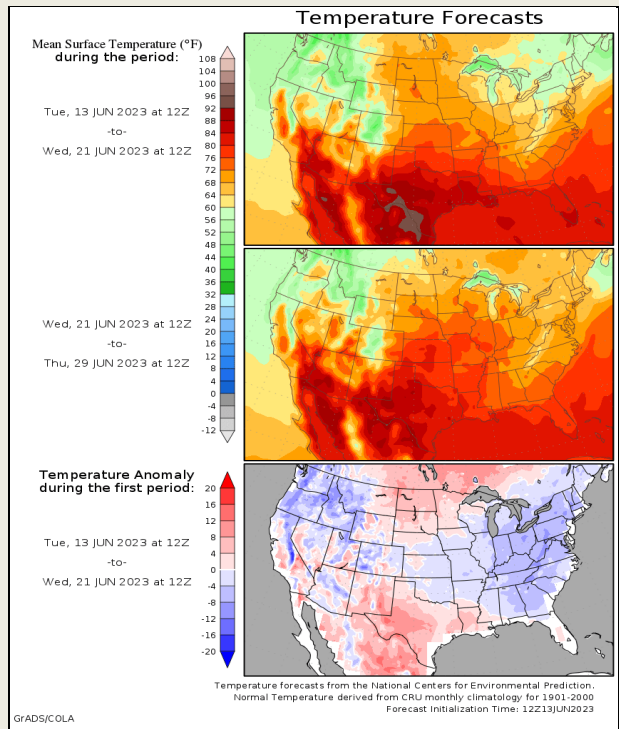 Temperature Forecasts
Mean Surface Temperature (°F)
during the period:
Tue, 13 JUN 2023 at 12Z
-to-
Wed, 21 JUN 2023 at 12Z
108
104
100
96
92
88
84
80
76
72
68
64
60
56
52
48
44
40
36
32
28
24
20
16
12
8
4
0
-4
-8
-12
Wed, 21 JUN 2023 at 12Z
-to-
Thu, 29 JUN 2023 at 12Z
Temperature Anomaly
during the first period:
Tue, 13 JUN 2023 at 12Z
-to-
Wed, 21 JUN 2023 at 12Z
20
16
12
8
4
0
-4
-8
-12
-16
-20
Temperature forecasts from the National Centers for Environmental Prediction.
Normal Temperature derived from CRU monthly climatology for 1901-2000
Forecast Initialization Time: 12Z13JUN2023
GrADS/COLA